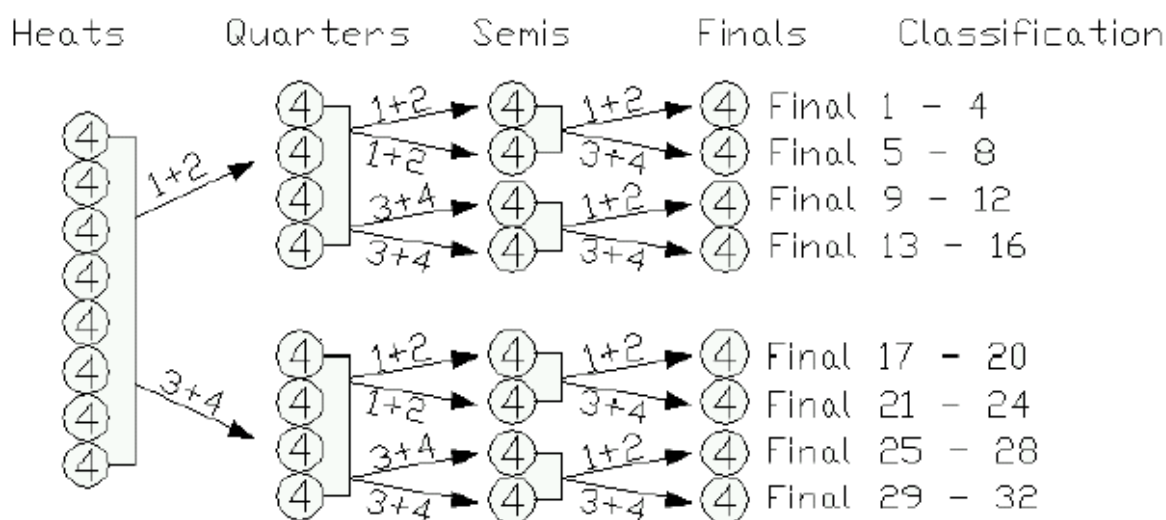 Heats Quarters Semis Finals Classification
4 1+2 4 1+2 4 Final 1 - 4
4
4 1+2 4 3+4 4 Final 5 - 8
4 1+2
4 3+4 4 1+2 4 Final 9 - 12
4
4 3+4 4 3+4 4 Final 13 - 16
4
4
4 1+2 4 1+2 4 Final 17 - 20
4
4 3+4
4 1+2 4 3+4 4 Final 21 - 24
4
4 3+4 4 1+2 4 Final 25 - 28
4
4 3+4 4 3+4 4 Final 29 - 32